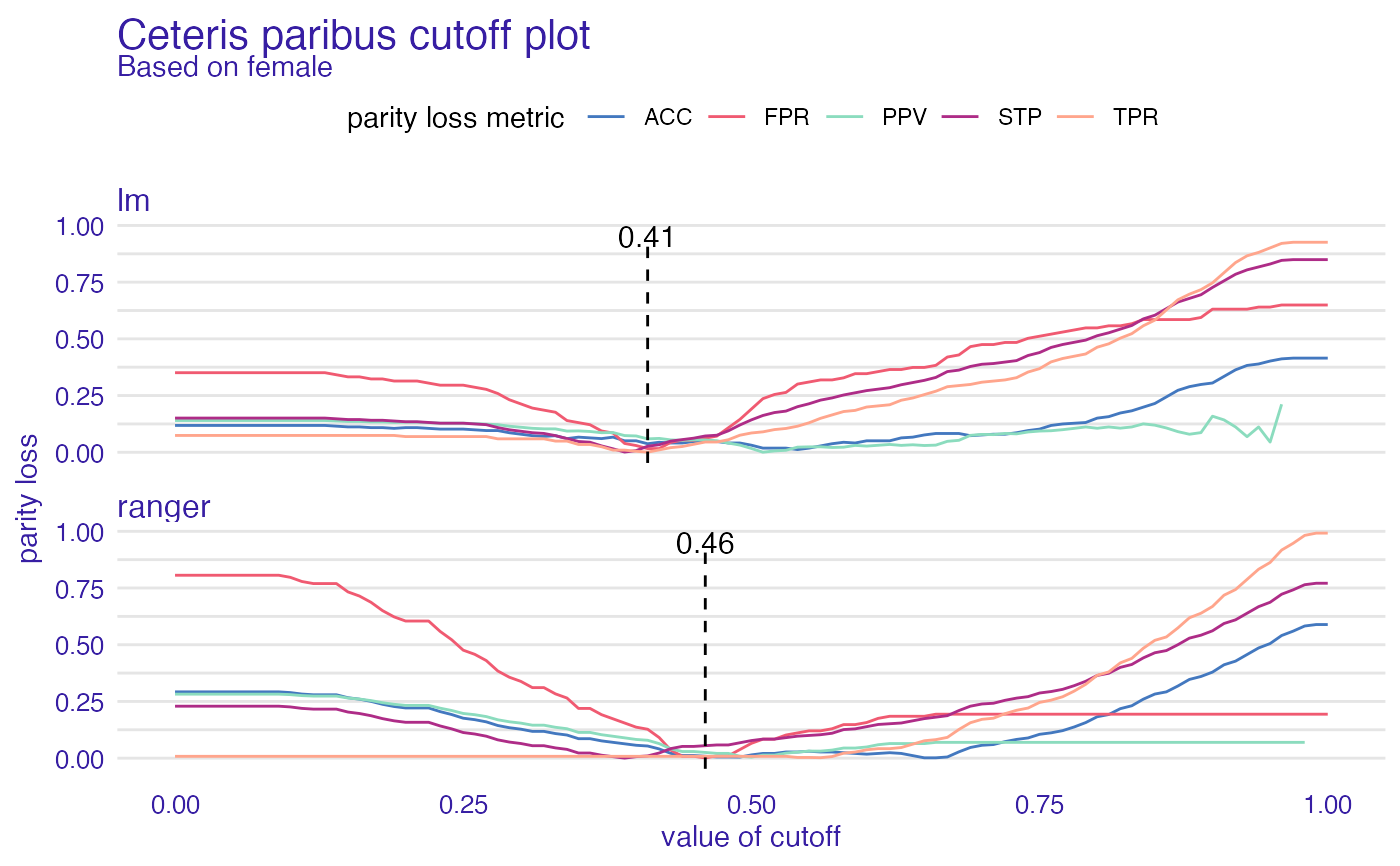 Ceteris paribus cutoff plot
Based on female
parity loss metric ACC FPR PPV STP TPR
lm
1.00
0.41
0.75
0.50
0.25
0.00
parity loss
ranger
1.00
0.46
0.75
0.50
0.25
0.00
0.00 0.25 0.50 0.75 1.00
value of cutoff